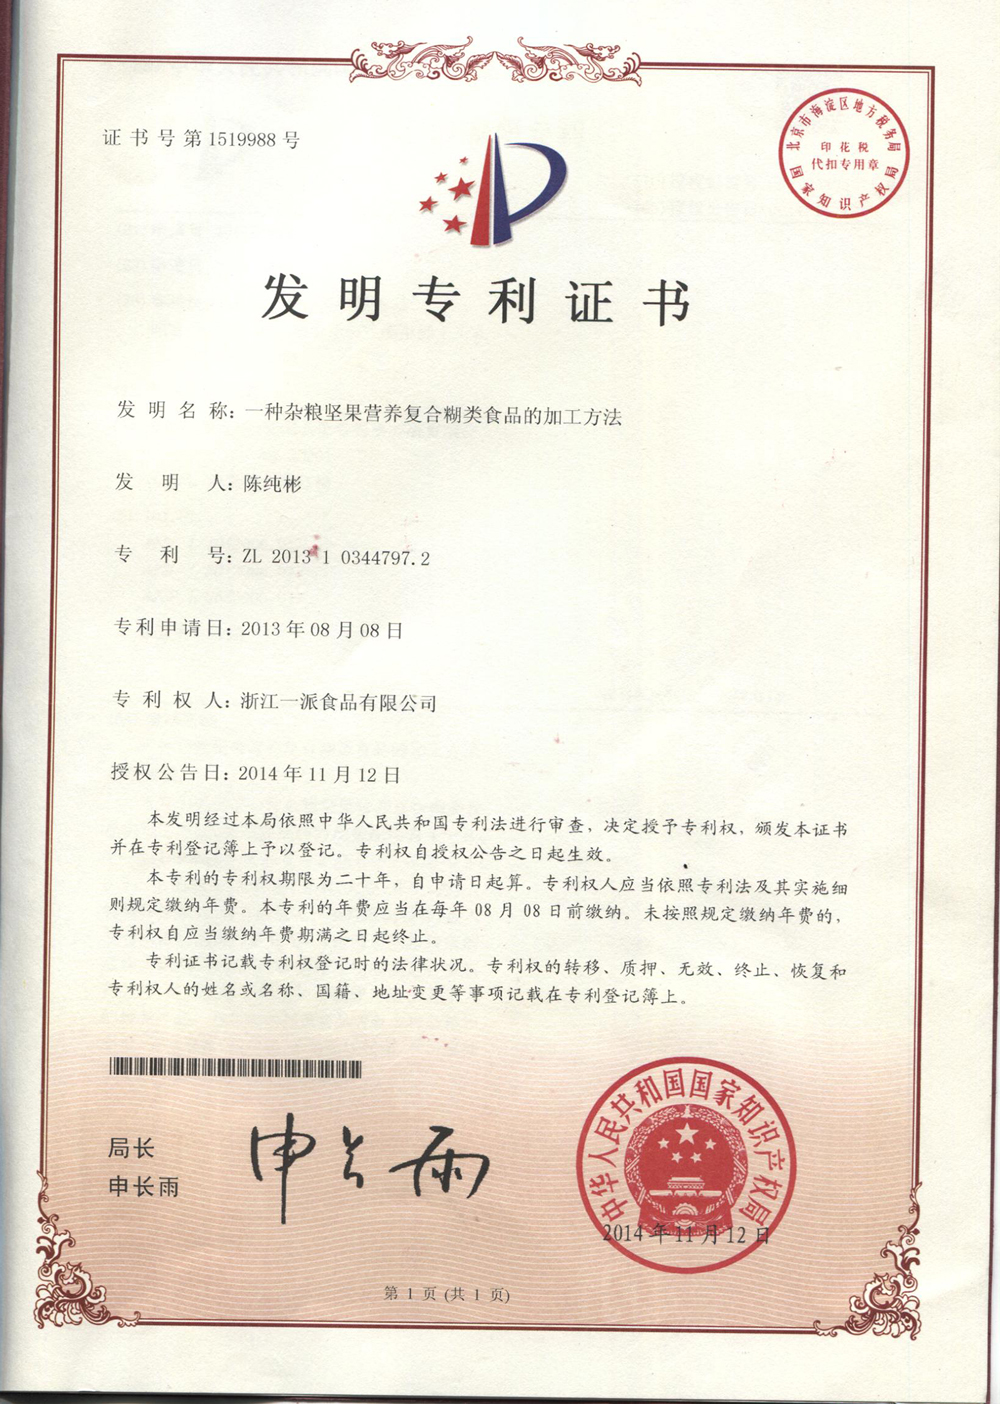 证书号第1519988号
北京市海淀区地方税务局
印花税
代扣专用章
国家知识产权局
发明专利证书
发明名称：一种杂粮坚果营养复合糊类食品的加工方法
发明人：陈纯彬
专利号：ZL 2013 1 0344797.2
专利申请日：2013年08月08日
专利权人：浙江一派食品有限公司
授权公告日：2014年11月12日
本发明经过本局依照中华人民共和国专利法进行审查，决定授予专利权，颁发本证书
并在专利登记簿上予以登记。专利权自授权公告之日起生效。
本专利的专利权期限为二十年，自申请日起算。专利权人应当依照专利法及其实施细
则规定缴纳年费。本专利的年费应当在每年08月08日前缴纳。未按照规定缴纳年费的，
专利权自应当缴纳年费期满之日起终止。
专利证书记载专利权登记时的法律状况。专利权的转移、质押、无效、终止、恢复和
专利权人的姓名或名称、国籍、地址变更等事项记载在专利登记簿上。
局长
申长雨
申长雨
中华人民共和国国家知识产权局
2014年11月12日
第1页(共1页)